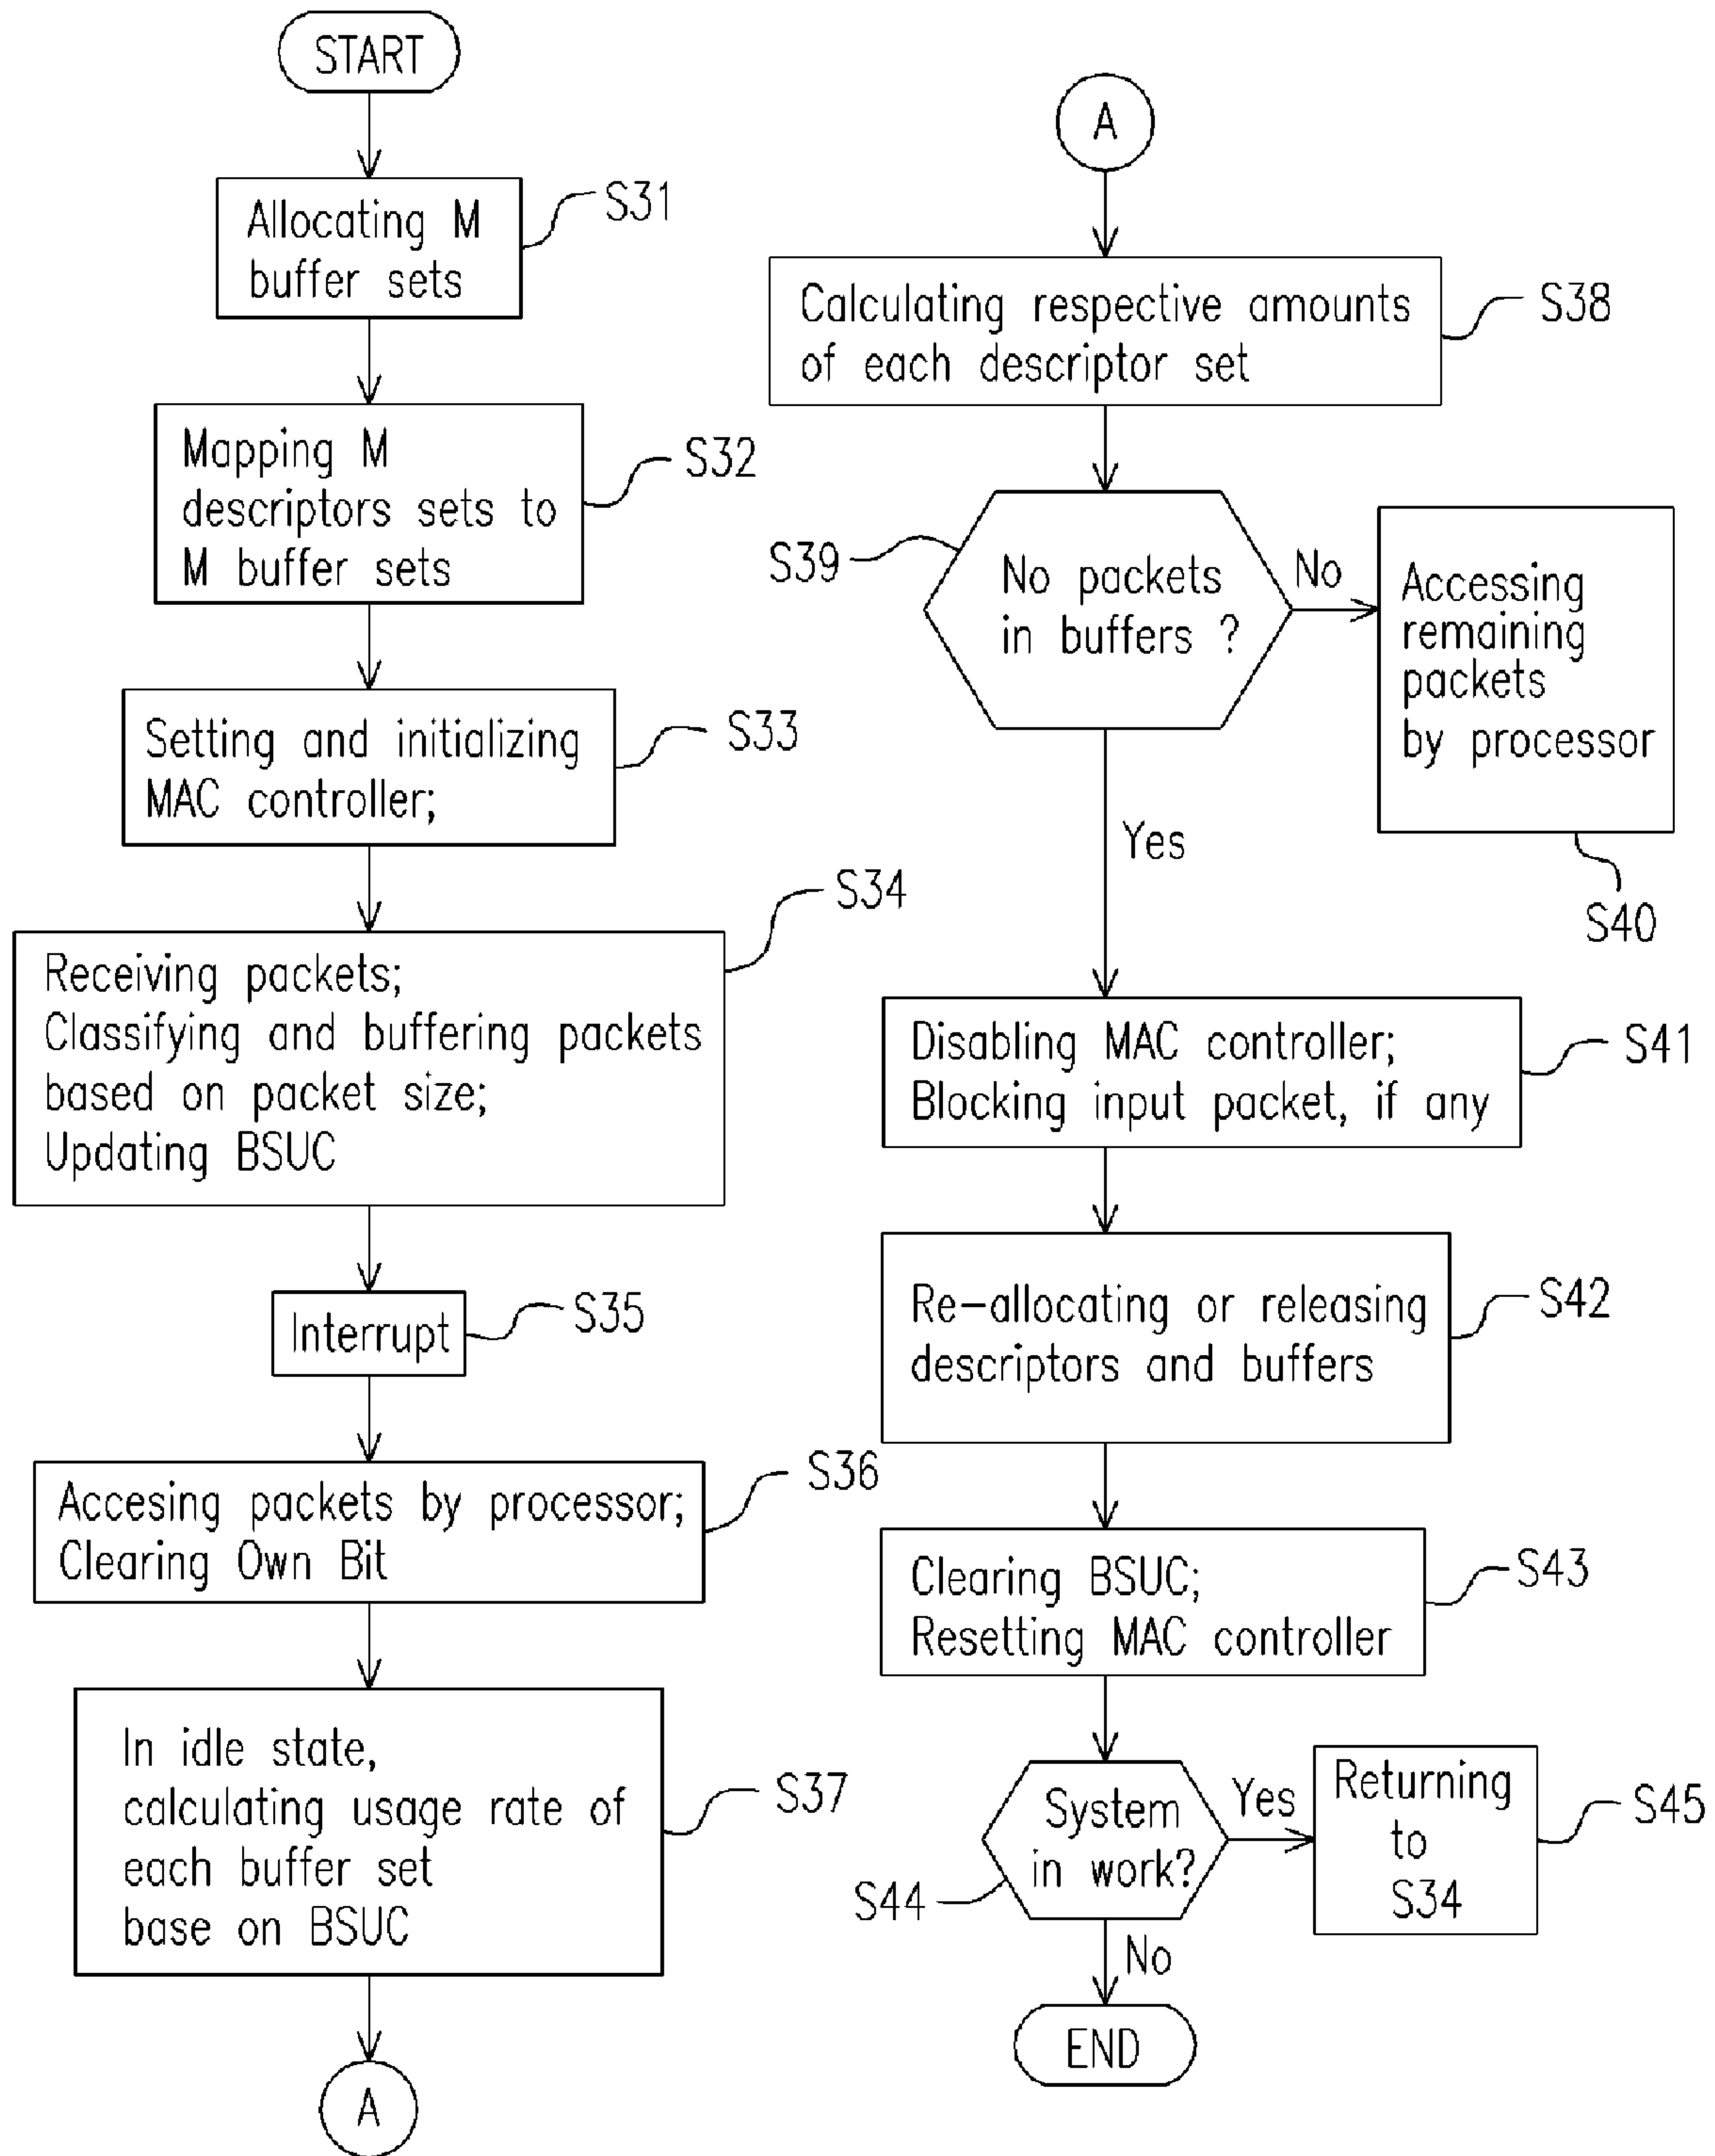 START
Allocating M
buffer sets
S31
Mapping M
descriptors sets to
M buffer sets
S32
Setting and initializing
MAC controller;
S33
Receiving packets;
Classifying and buffering packets
based on packet size;
Updating BSUC
S34
Interrupt
S35
Accesing packets by processor;
Clearing Own Bit
S36
In idle state,
calculating usage rate of
each buffer set
base on BSUC
S37
A
A
Calculating respective amounts
of each descriptor set
S38
No packets
in buffers ?
S39
No
Accessing
remaining
packets
by processor
S40
Yes
Disabling MAC controller;
Blocking input packet, if any
S41
Re-allocating or releasing
descriptors and buffers
S42
Clearing BSUC;
Resetting MAC controller
S43
System
in work?
S44
Yes
Returning
to
S34
S45
No
END